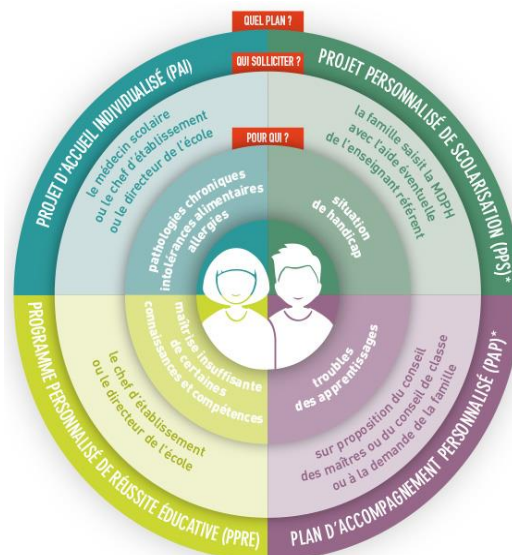 QUEL PLAN ?
QUI SOLLICITER ?
POUR QUI ?
PROJET D'ACCUEIL INDIVIDUALISÉ (PAI)
le médecin scolaire
ou le chef d'établissement
ou le directeur de l'école
pathologies chroniques
intolérances alimentaires
allergies
PROJET PERSONNALISÉ DE SCOLARISATION (PPS)*
la famille saisit la MDPH
avec l'aide éventuelle
de l'enseignant référent
situation
de handicap
PROGRAMME PERSONNALISÉ DE RÉUSSITE ÉDUCATIVE (PPRE)
le chef d'établissement
ou le directeur de l'école
maîtrise insuffisante
de certaines
connaissances et compétences
PLAN D'ACCOMPAGNEMENT PERSONNALISÉ (PAP)*
sur proposition du conseil
des maîtres ou du conseil de classe
ou à la demande de la famille
troubles
des apprentissages